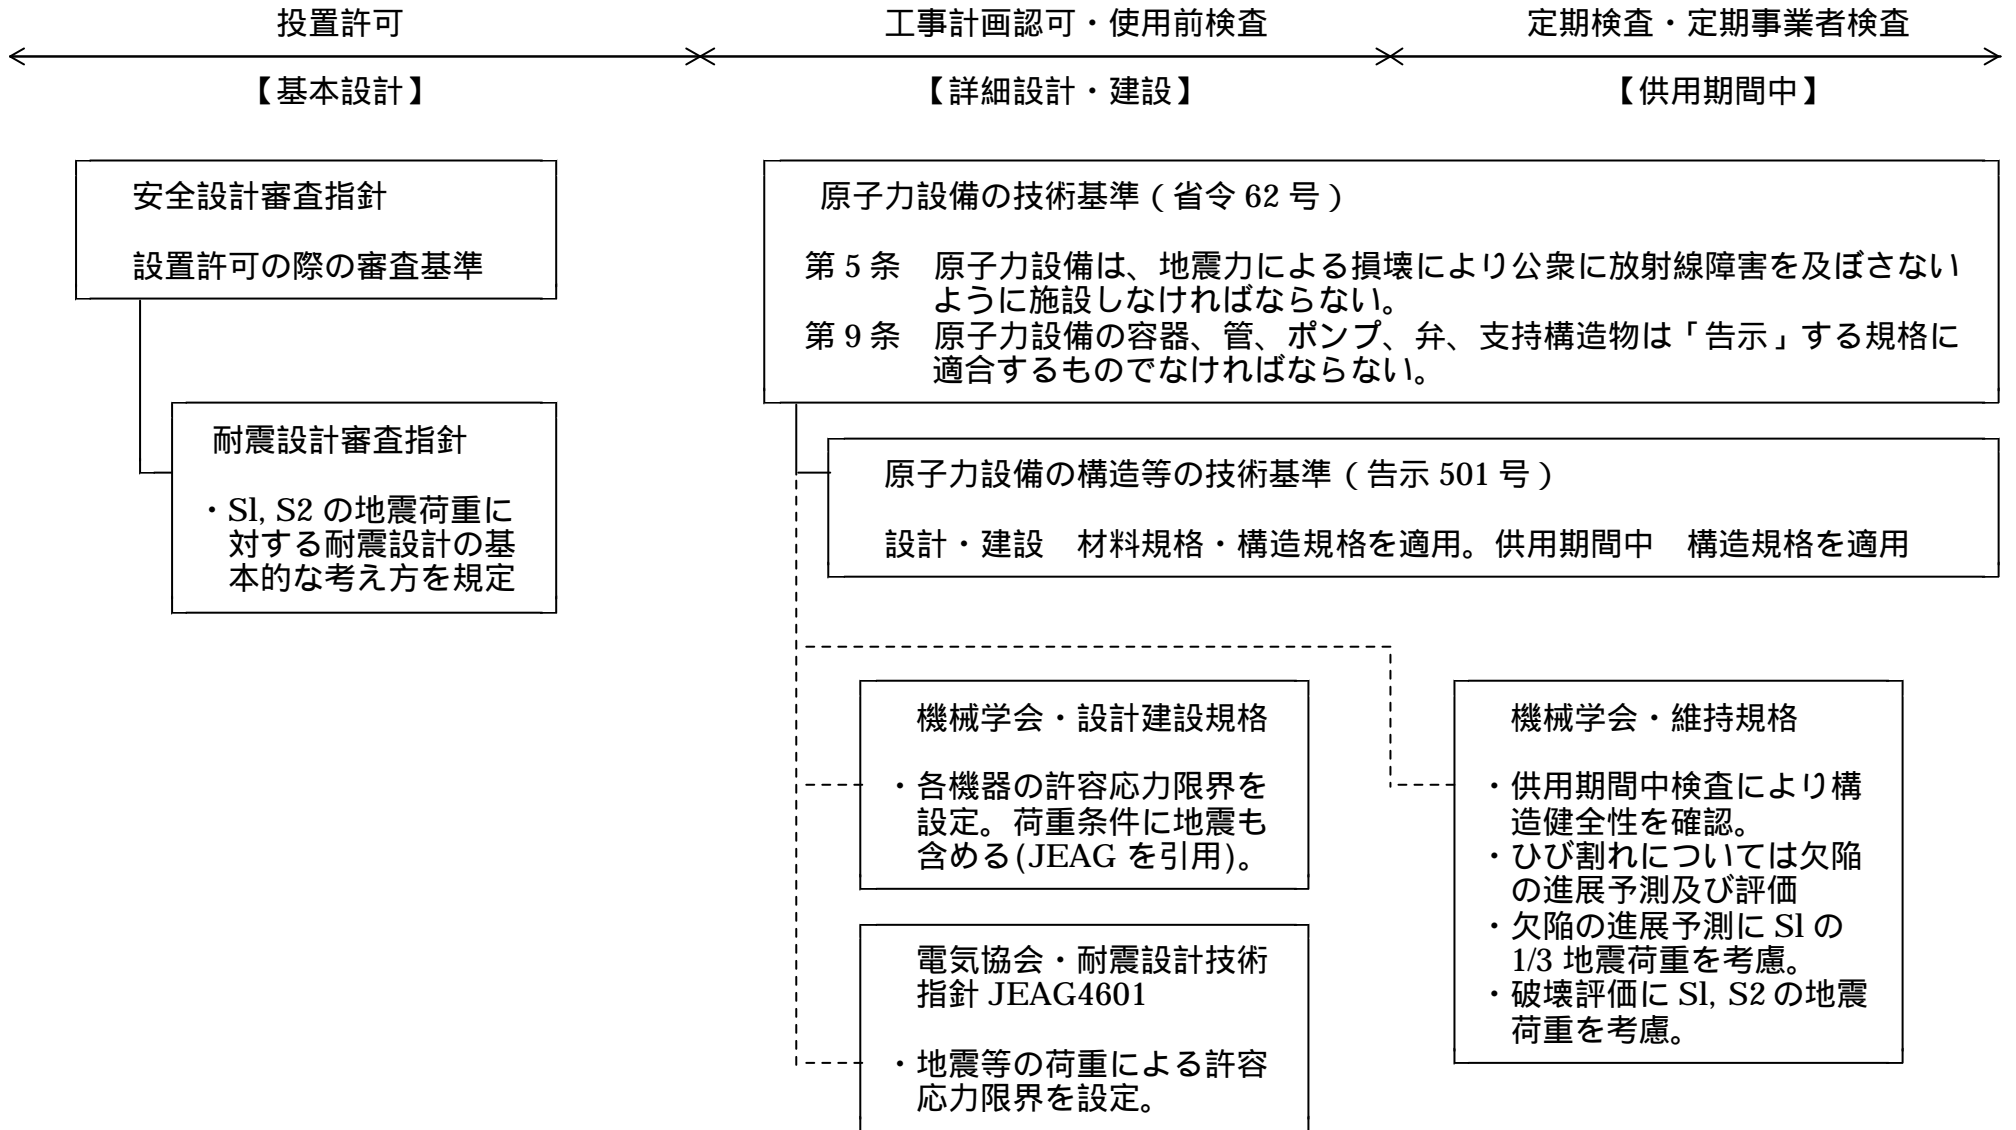 投置許可
工事計画認可・使用前検査
定期検査・定期事業者検査
【基本設計】
【詳細設計・建設】
【供用期間中】
安全設計審査指針
設置許可の際の審査基準
耐震設計審査指針
・Sl, S2 の地震荷重に
対する耐震設計の基
本的な考え方を規定
原子力設備の技術基準（省令 62 号）
第 5 条　原子力設備は、地震力による損壊により公衆に放射線障害を及ぼさない
ように施設しなければならない。
第 9 条　原子力設備の容器、管、ポンプ、弁、支持構造物は「告示」する規格に
適合するものでなければならない。
原子力設備の構造等の技術基準（告示 501 号）
設計・建設　材料規格・構造規格を適用。供用期間中　構造規格を適用
機械学会・設計建設規格
・各機器の許容応力限界を
設定。荷重条件に地震も
含める(JEAG を引用)。
電気協会・耐震設計技術
指針 JEAG4601
・地震等の荷重による許容
応力限界を設定。
機械学会・維持規格
・供用期間中検査により構
造健全性を確認。
・ひび割れについては欠陥
の進展予測及び評価
・欠陥の進展予測に Sl の
1/3 地震荷重を考慮。
・破壊評価に Sl, S2 の地震
荷重を考慮。